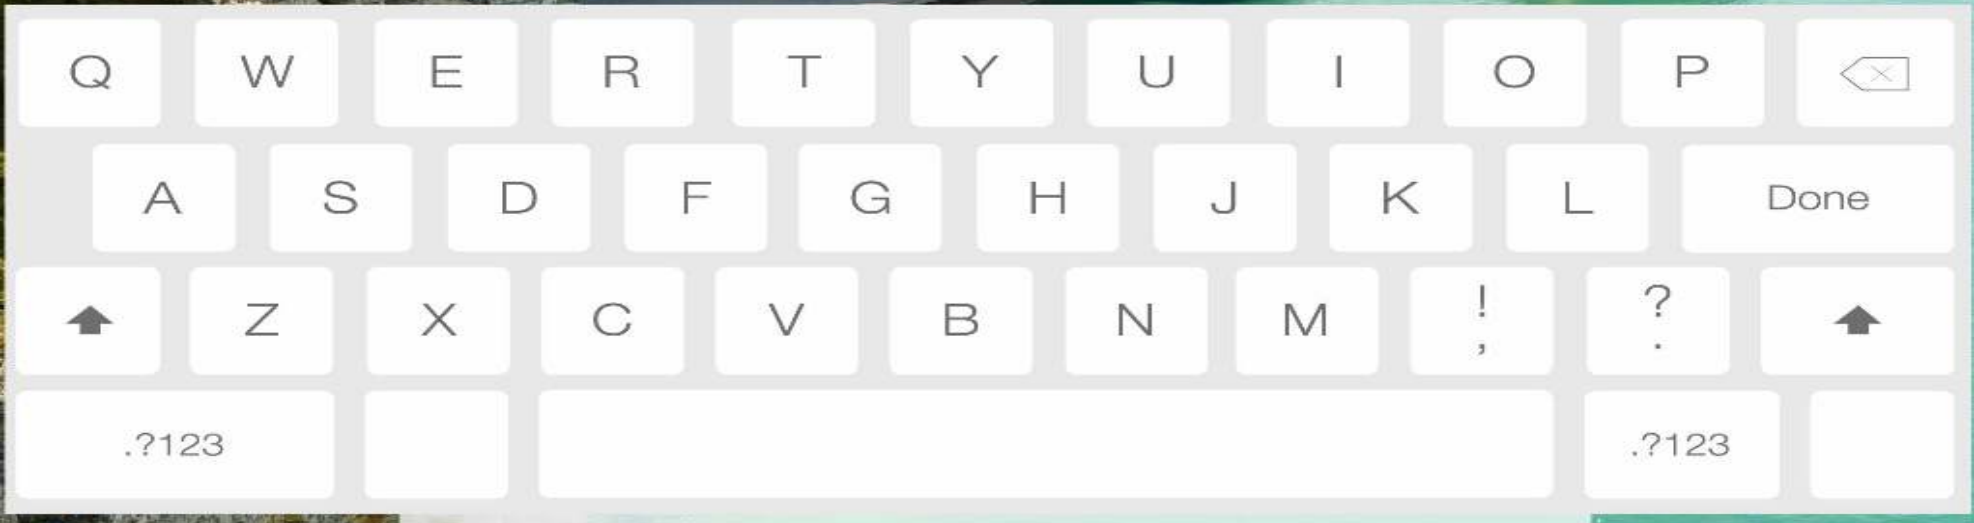 Q W E R T Y U I O P
A S D F G H J K L Done
Z X C V B N M ! ?
, .
.?123 .?123